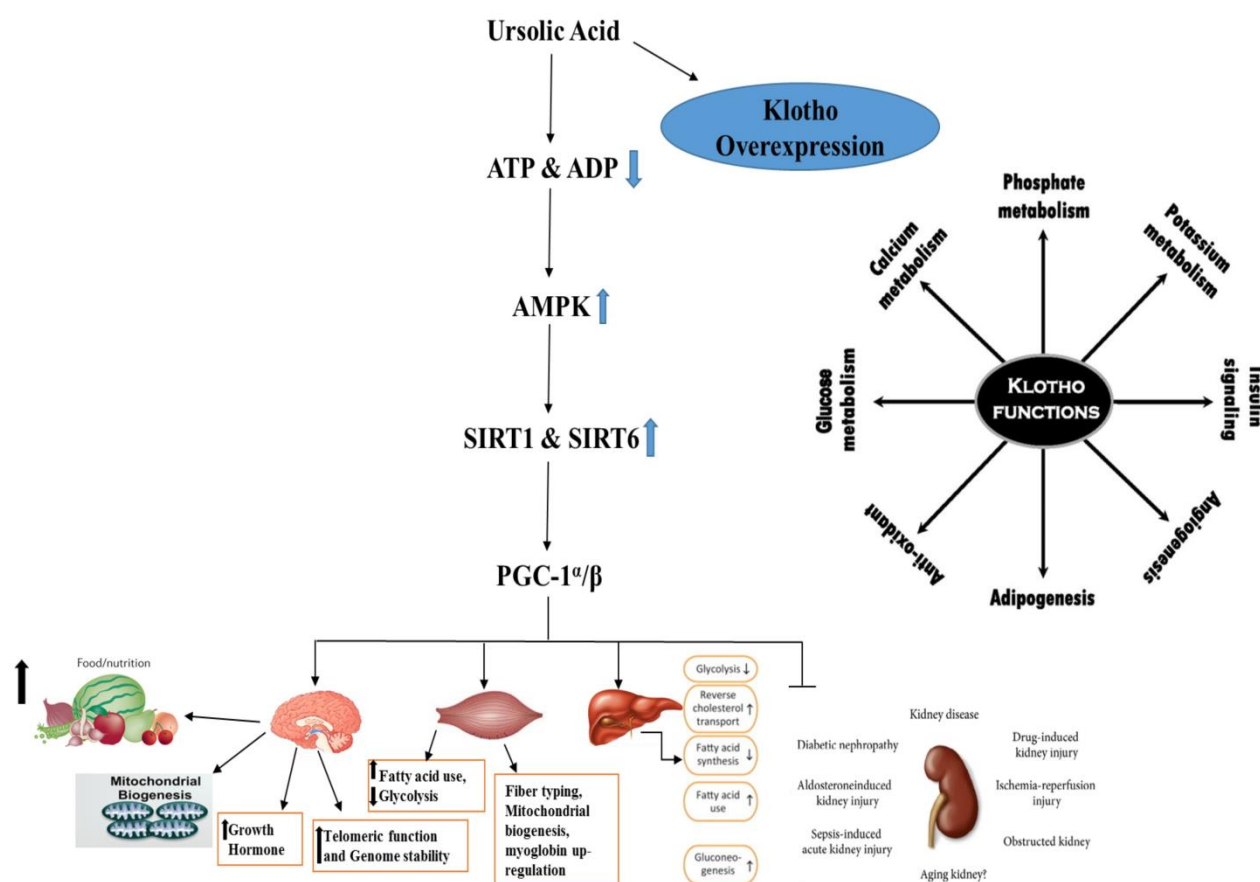 Ursolic Acid
Klotho
Overexpression
ATP & ADP
AMPK
SIRT1 & SIRT6
PGC-1α/β
Phosphate
metabolism
Potassium
metabolism
Insulin
signaling
Angiogenesis
Adipogenesis
Anti-oxidant
Glucose
metabolism
Calcium
metabolism
KLOTHO
FUNCTIONS
Food/nutrition
Mitochondrial
Biogenesis
Growth
Hormone
Telomeric function
and Genome stability
Fatty acid use,
Glycolysis
Fiber typing,
Mitochondrial
biogenesis,
myoglobin up-
regulation
Glycolysis ↓
Reverse
cholesterol ↑
transport
Fatty acid
synthesis ↓
Fatty acid
use ↑
Gluconeo-
genesis ↑
Kidney disease
Diabetic nephropathy
Drug-induced
kidney injury
Aldosteroneinduced
kidney injury
Ischemia-reperfusion
injury
Sepsis-induced
acute kidney injury
Obstructed kidney
Aging kidney?